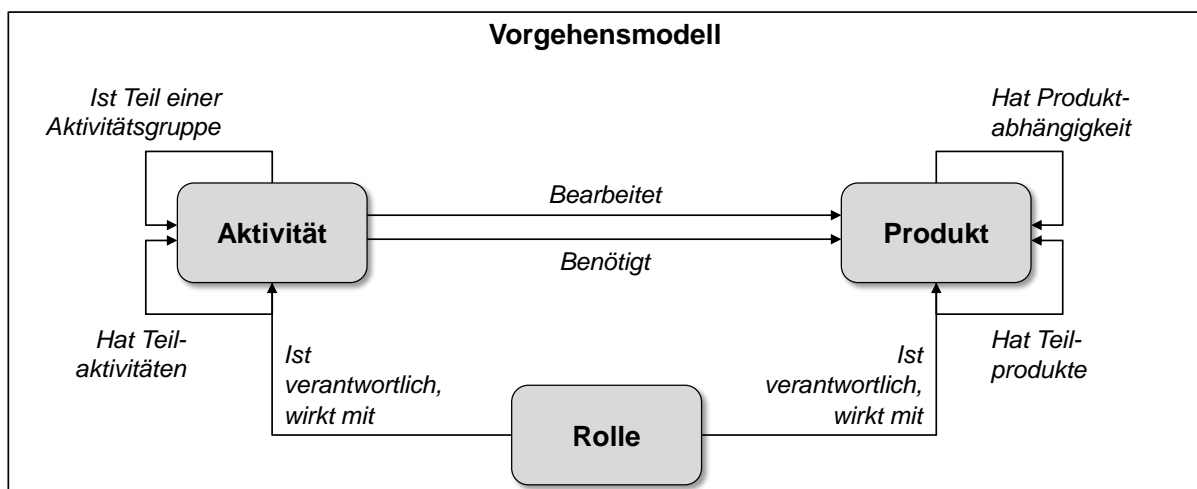 Vorgehensmodell
Ist Teil einer
Aktivitätsgruppe
Hat Produkt-
abhängigkeit
Bearbeitet
Aktivität
Produkt
Benötigt
Hat Teil-
aktivitäten
Hat Teil-
produkte
Ist
verantwortlich,
wirkt mit
Ist
verantwortlich,
wirkt mit
Rolle